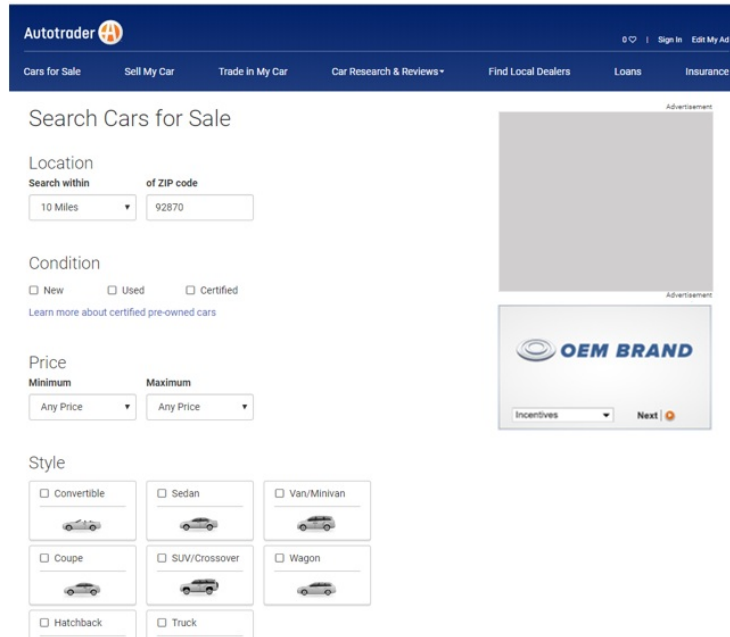 Autotrader
0 | Sign In Edit My Ad
Cars for Sale Sell My Car Trade in My Car Car Research & Reviews Find Local Dealers Loans Insurance
Search Cars for Sale
Location
Search within of ZIP code
10 Miles 92870
Condition
New Used Certified
Learn more about certified pre-owned cars
Price
Minimum Maximum
Any Price Any Price
Style
Convertible Sedan Van/Minivan
Coupe SUV/Crossover Wagon
Hatchback Truck
Advertisement
Advertisement
OEM BRAND
Incentives Next